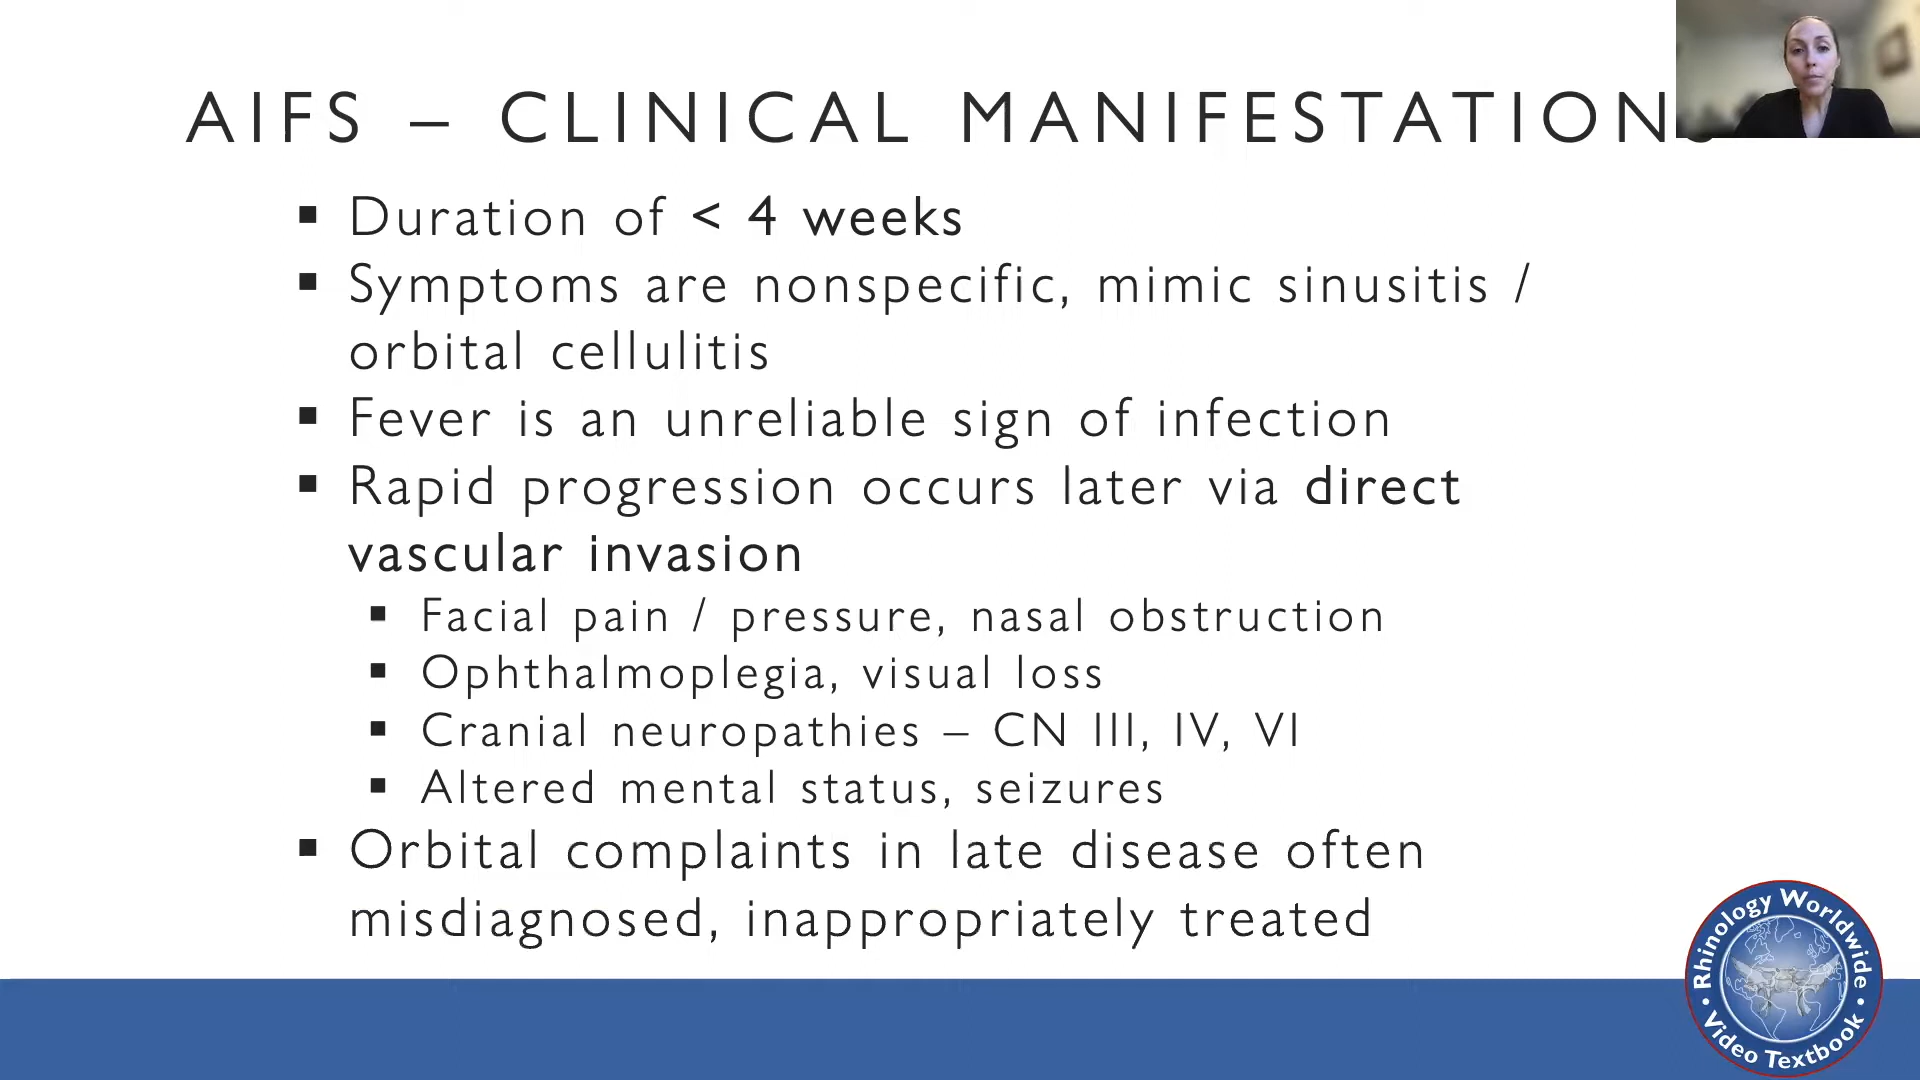 AIFS – CLINICAL MANIFESTATIONS
▪ Duration of < 4 weeks
▪ Symptoms are nonspecific, mimic sinusitis /
orbital cellulitis
▪ Fever is an unreliable sign of infection
▪ Rapid progression occurs later via direct
vascular invasion
▪ Facial pain / pressure, nasal obstruction
▪ Ophthalmoplegia, visual loss
▪ Cranial neuropathies – CN III, IV, VI
▪ Altered mental status, seizures
▪ Orbital complaints in late disease often
misdiagnosed, inappropriately treated
Rhinology Worldwide
• Video Textbook •